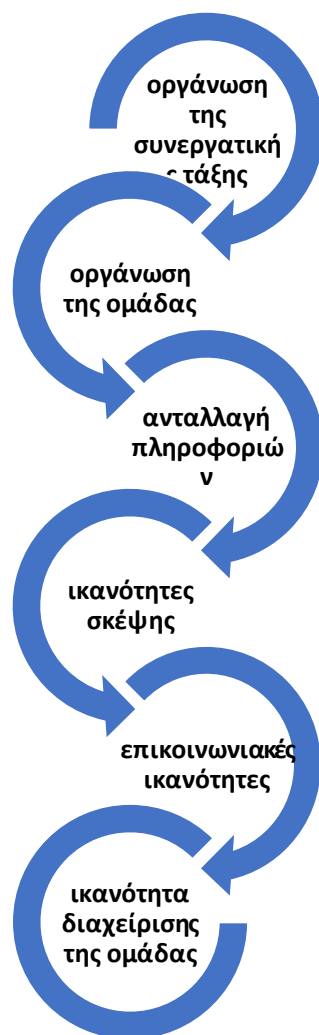 οργάνωση
της
συνεργατική
ς τάξης
οργάνωση
της ομάδας
ανταλλαγή
πληροφοριώ
ν
ικανότητες
σκέψης
επικοινωνιακές
ικανότητες
ικανότητα
διαχείρισης
της ομάδας